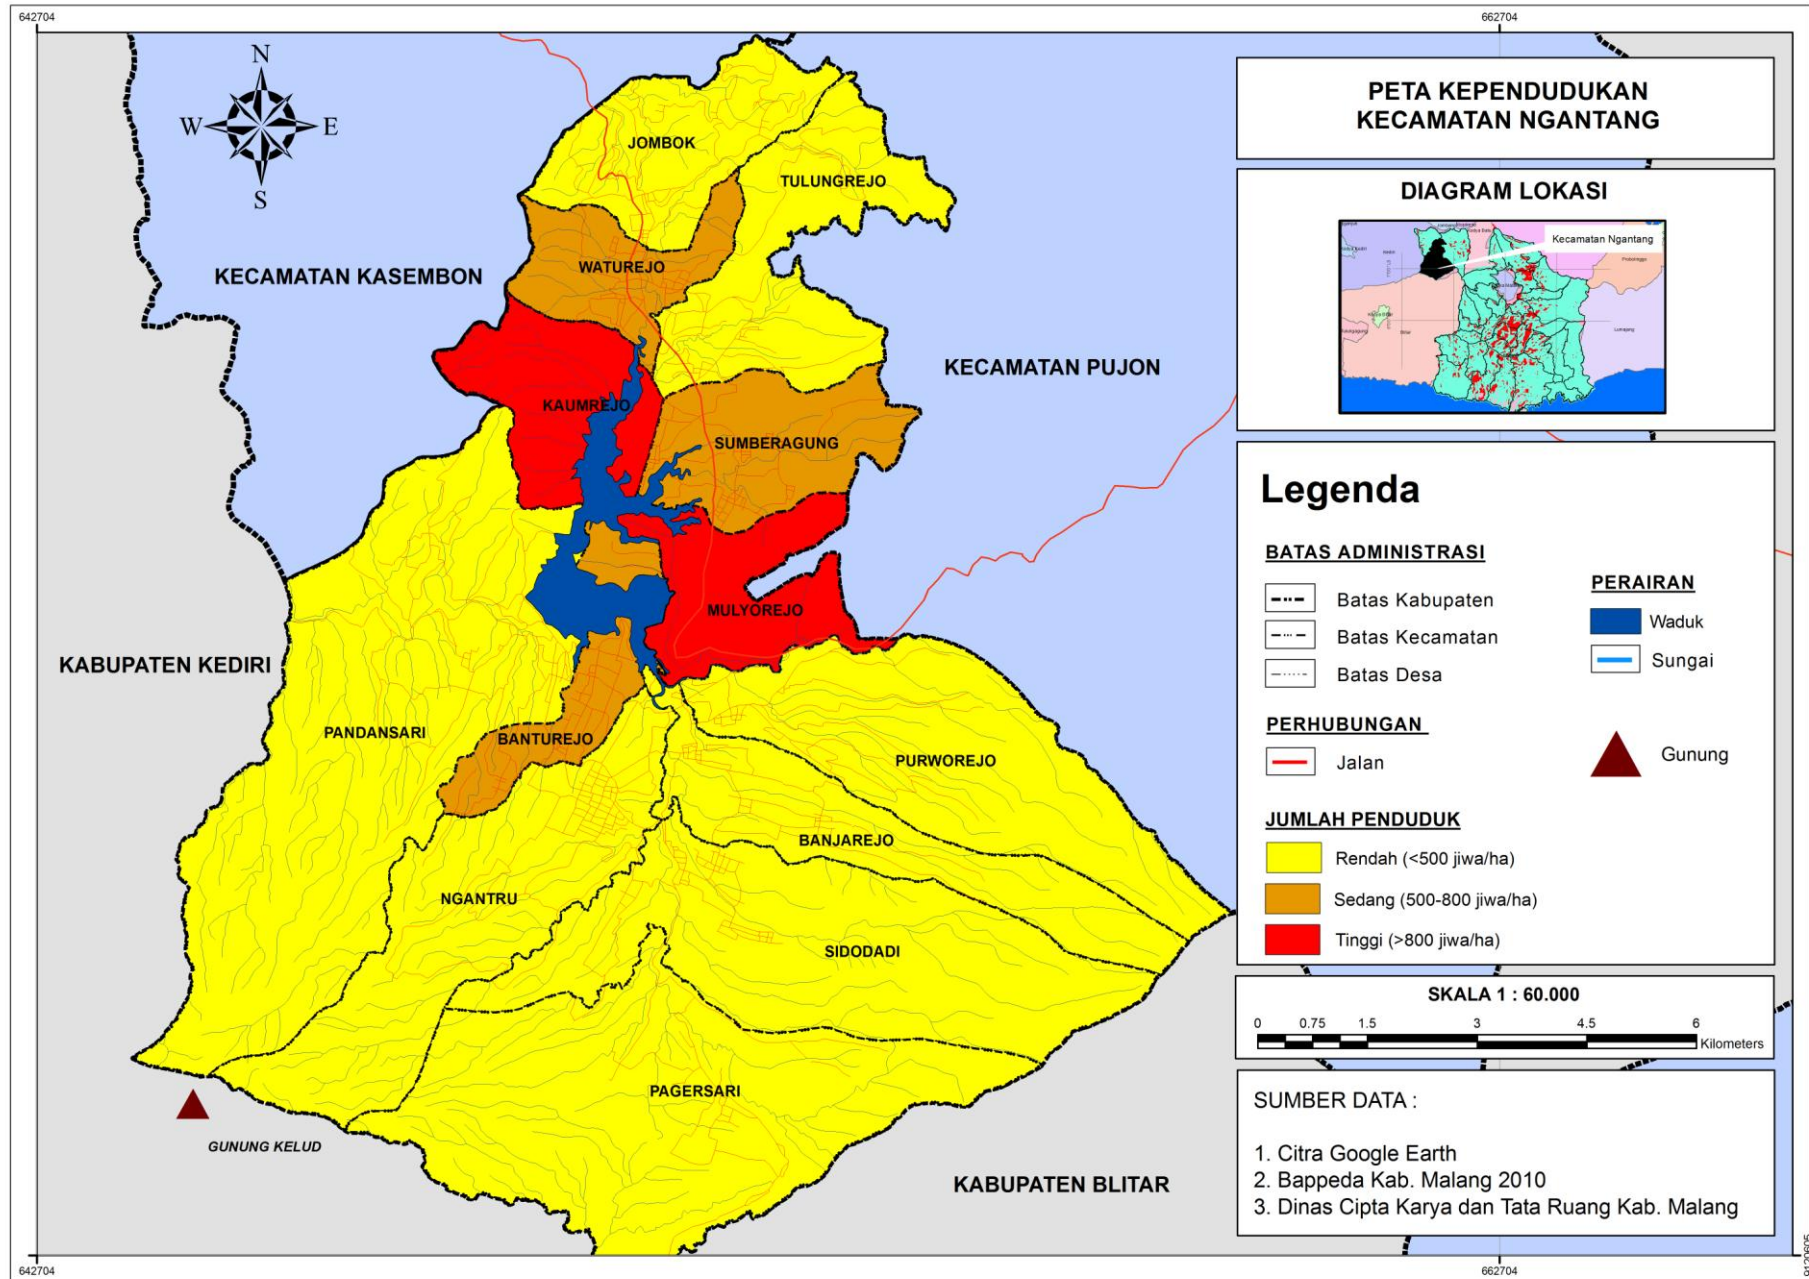 642704
662704
N
W
E
S
PETA KEPENDUDUKAN
KECAMATAN NGANTANG
DIAGRAM LOKASI
Kecamatan Ngantang
JOMBOK
TULUNGREJO
WATUREJO
KECAMATAN KASEMBON
KECAMATAN PUJON
KAUMREJO
SUMBERAGUNG
MULYOREJO
KABUPATEN KEDIRI
PANDANSARI
BANTUREJO
PURWOREJO
BANJAREJO
NGANTRU
SIDODADI
PAGERSARI
GUNUNG KELUD
KABUPATEN BLITAR
Legenda
BATAS ADMINISTRASI
Batas Kabupaten
Batas Kecamatan
Batas Desa
PERHUBUNGAN
Jalan
JUMLAH PENDUDUK
Rendah (<500 jiwa/ha)
Sedang (500-800 jiwa/ha)
Tinggi (>800 jiwa/ha)
PERAIRAN
Waduk
Sungai
Gunung
SKALA 1 : 60.000
0 0.75 1.5 3 4.5 6
Kilometers
SUMBER DATA :
1. Citra Google Earth
2. Bappeda Kab. Malang 2010
3. Dinas Cipta Karya dan Tata Ruang Kab. Malang
642704
662704